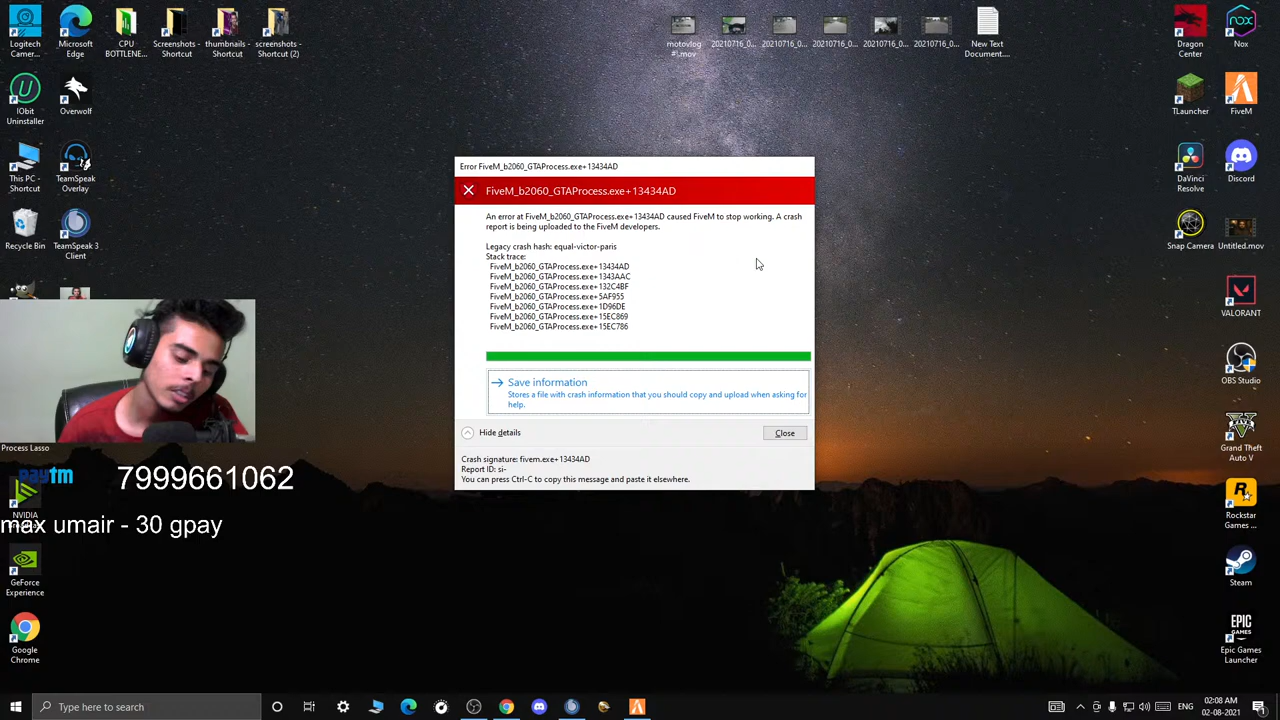 Logitech Camer...
Microsoft Edge
CPU BOTTLENE...
Screenshots - Shortcut
thumbnails - Shortcut
screenshots - Shortcut (2)
motovlog #\.mov
20210716_0...
20210716_0...
20210716_0...
20210716_0...
20210716_0...
New Text Document....
Dragon Center
Nox
IObit Uninstaller
Overwolf
TLauncher
FiveM
This PC - Shortcut
TeamSpeak Overlay
DaVinci Resolve
Discord
Recycle Bin
TeamSpeak 3 Client
Snap Camera
Untitled.mov
Error FiveM_b2060_GTAProcess.exe+13434AD
FiveM_b2060_GTAProcess.exe+13434AD
An error at FiveM_b2060_GTAProcess.exe+13434AD caused FiveM to stop working. A crash
report is being uploaded to the FiveM developers.
Legacy crash hash: equal-victor-paris
Stack trace:
FiveM_b2060_GTAProcess.exe+13434AD
FiveM_b2060_GTAProcess.exe+1343AAC
FiveM_b2060_GTAProcess.exe+132C4BF
FiveM_b2060_GTAProcess.exe+5AF955
FiveM_b2060_GTAProcess.exe+1D96DE
FiveM_b2060_GTAProcess.exe+15EC869
FiveM_b2060_GTAProcess.exe+15EC786
Save information
Stores a file with crash information that you should copy and upload when asking for
help.
Hide details
Close
Crash signature: fivem.exe+13434AD
Report ID: si-
You can press Ctrl-C to copy this message and paste it elsewhere.
VALORANT
OBS Studio
Grand Theft Auto V
Rockstar Games ...
Steam
Epic Games Launcher
Process Lasso
paytm 7999661062
NVIDIA
max umair - 30 gpay
GeForce Experience
Google Chrome
Type here to search
ENG
02:08 AM
02-08-2021